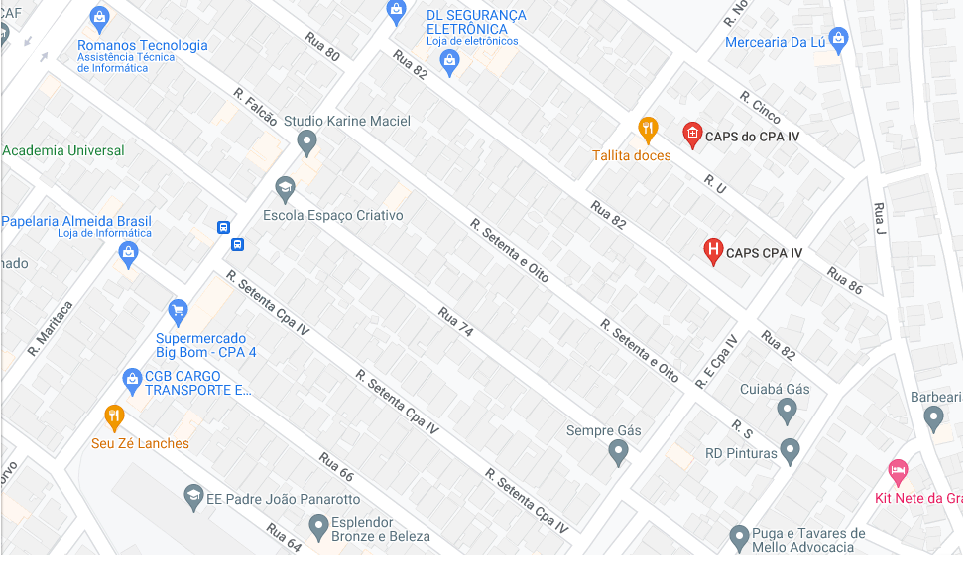 CAF
Romanos Tecnologia
Assistência Técnica
de Informática
Rua 80
DL SEGURANÇA
ELETRÔNICA
Loja de eletrônicos
Rua 82
R. No
Mercearia Da Lú
R. Falcão
Studio Karine Maciel
R. Cinco
CAPS do CPA IV
Tallita doces
Academia Universal
R. U
Escola Espaço Criativo
Rua 82
Rua J
Papelaria Almeida Brasil
Loja de Informática
R. Setenta e Oito
CAPS CPA IV
nado
Rua 86
R. Setenta Cpa IV
R. Maritaca
Rua 74
Supermercado
Big Bom - CPA 4
R. Setenta e Oito
R. E Cpa IV
Rua 82
CGB CARGO
TRANSPORTE E...
R. Setenta Cpa IV
Cuiabá Gás
Barbeari
Seu Zé Lanches
Sempre Gás
R. S
RD Pinturas
orvo
Rua 66
R. Setenta Cpa IV
Kit Nete da Gra
EE Padre João Panarotto
Esplendor
Bronze e Beleza
Rua 64
Puga e Tavares de
Mello Advocacia